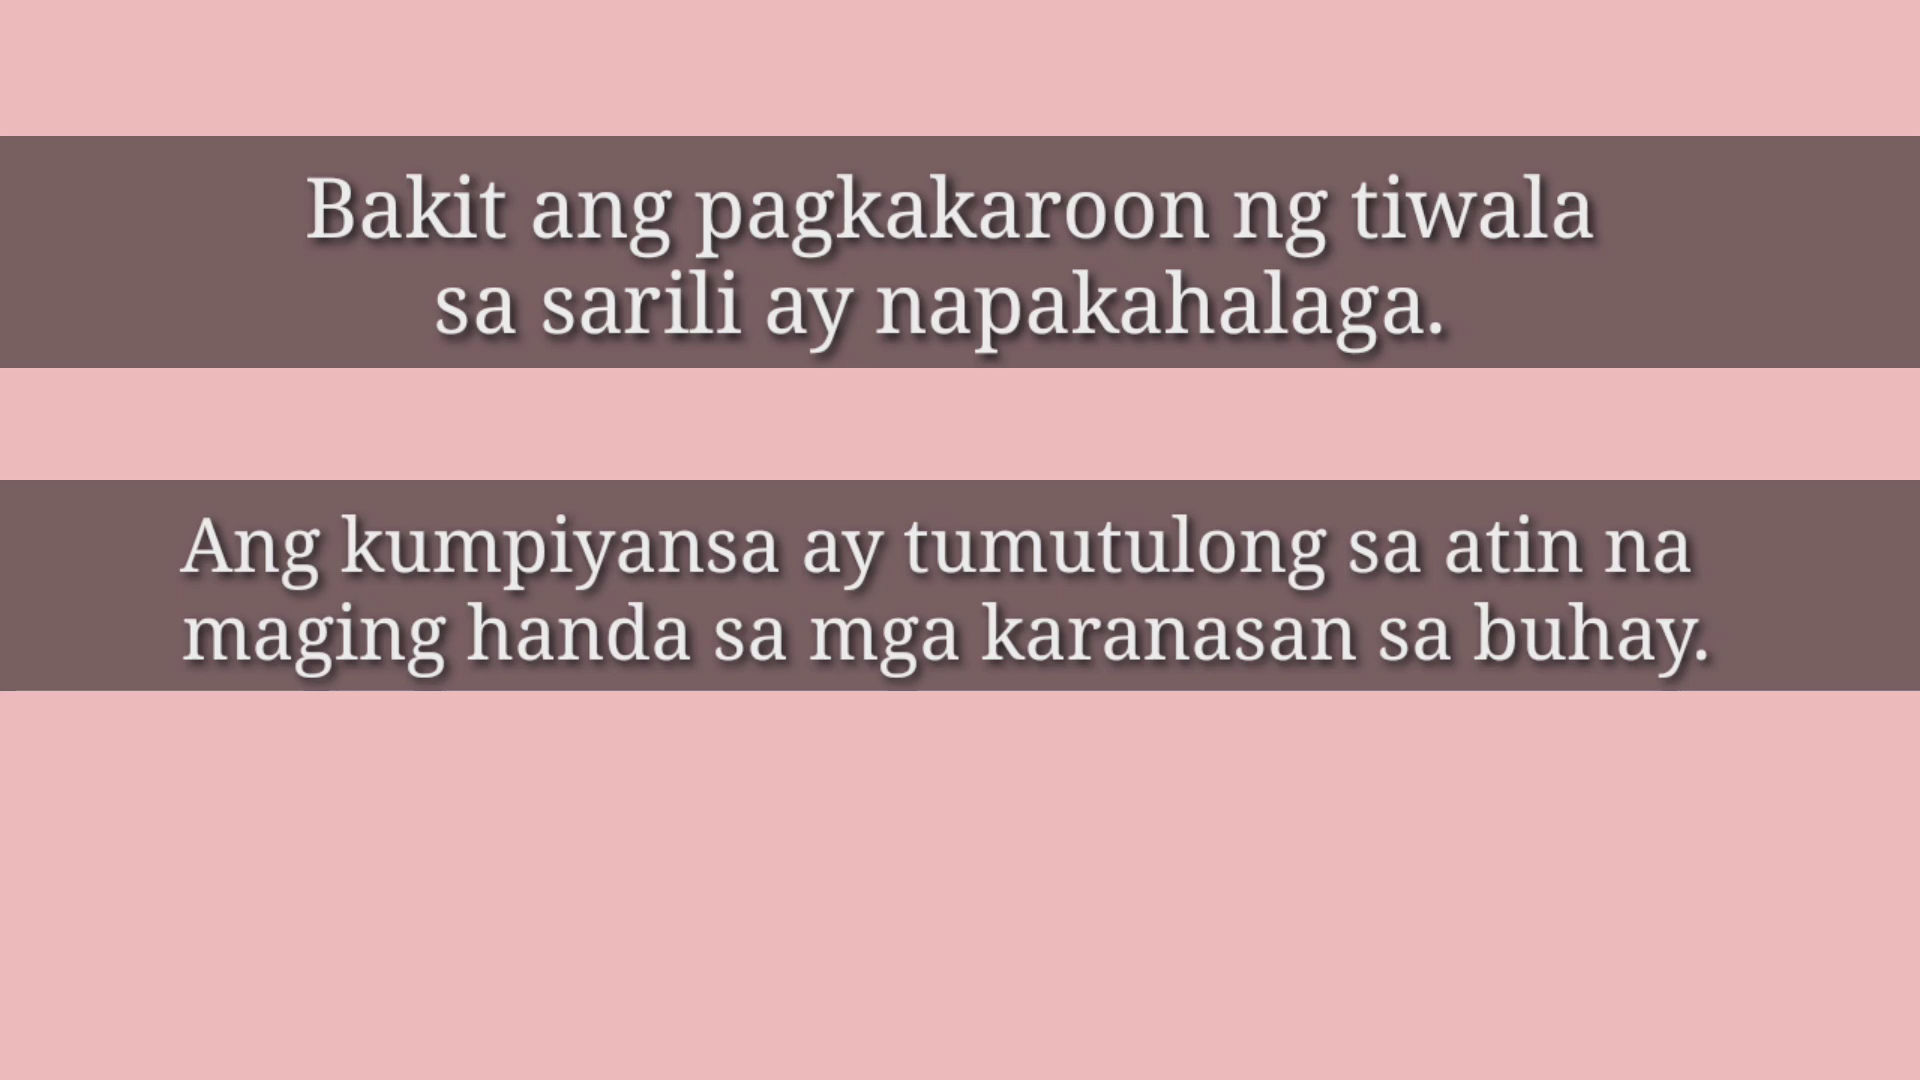 Bakit ang pagkakaroon ng tiwala
sa sarili ay napakahalaga.
Ang kumpiyansa ay tumutulong sa atin na
maging handa sa mga karanasan sa buhay.